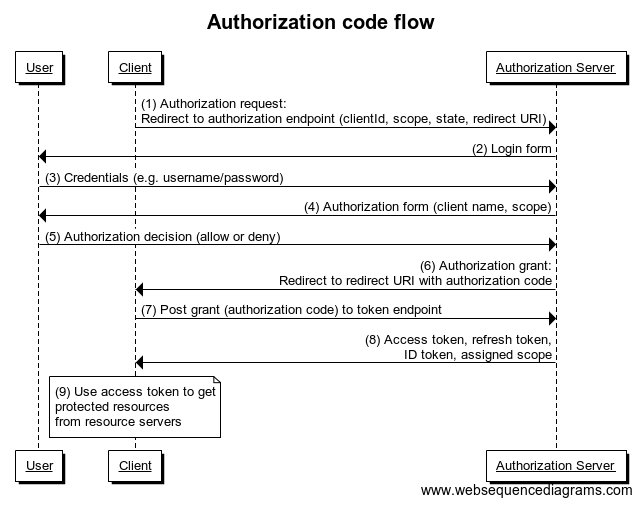 Authorization code flow
User
Client
Authorization Server
(1) Authorization request:
Redirect to authorization endpoint (clientId, scope, state, redirect URI)
(2) Login form
(3) Credentials (e.g. username/password)
(4) Authorization form (client name, scope)
(5) Authorization decision (allow or deny)
(6) Authorization grant:
Redirect to redirect URI with authorization code
(7) Post grant (authorization code) to token endpoint
(8) Access token, refresh token,
ID token, assigned scope
(9) Use access token to get
protected resources
from resource servers
User
Client
Authorization Server
www.websequencediagrams.com